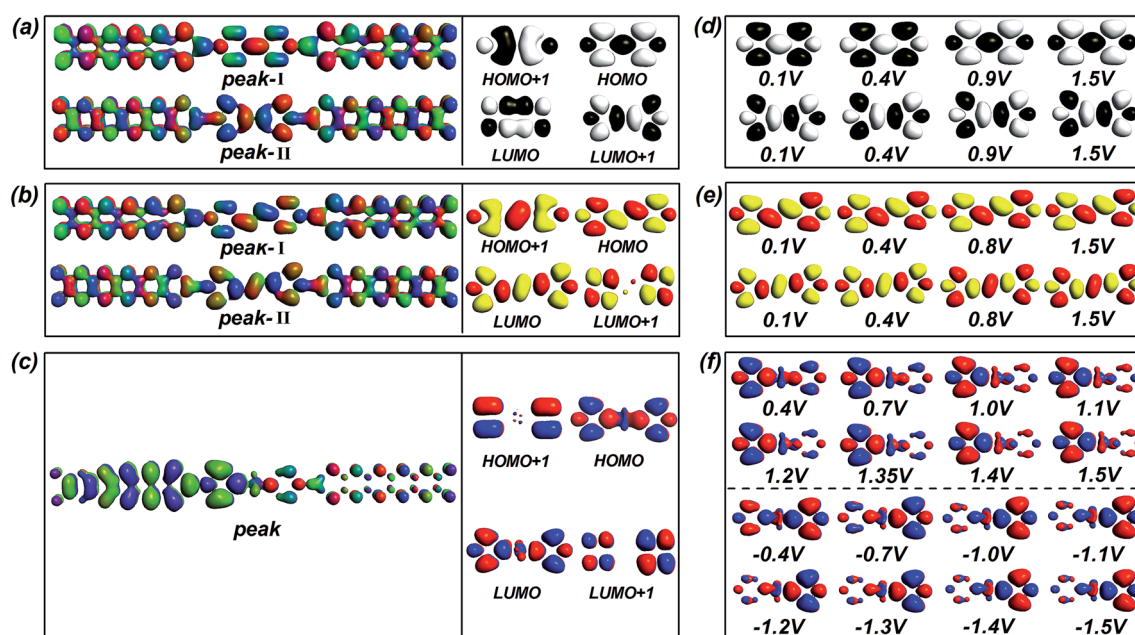 (a)
peak-I
peak-II
HOMO+1 HOMO
LUMO LUMO+1
(b)
peaĸ-I
peak-II
HOMO+1 HOMO
LUMO LUMO+1
(c)
peak
HOMO+1 HOMO
LUMO LUMO+1
(d)
0.1V 0.4V 0.9V 1.5V
0.1V 0.4V 0.9V 1.5V
(e)
0.1V 0.4V 0.8V 1.5V
0.1V 0.4V 0.8V 1.5V
(f)
0.4V 0.7V 1.0V 1.1V
1.2V 1.35V 1.4V 1.5V
-0.4V -0.7V -1.0V -1.1V
-1.2V -1.3V -1.4V -1.5V